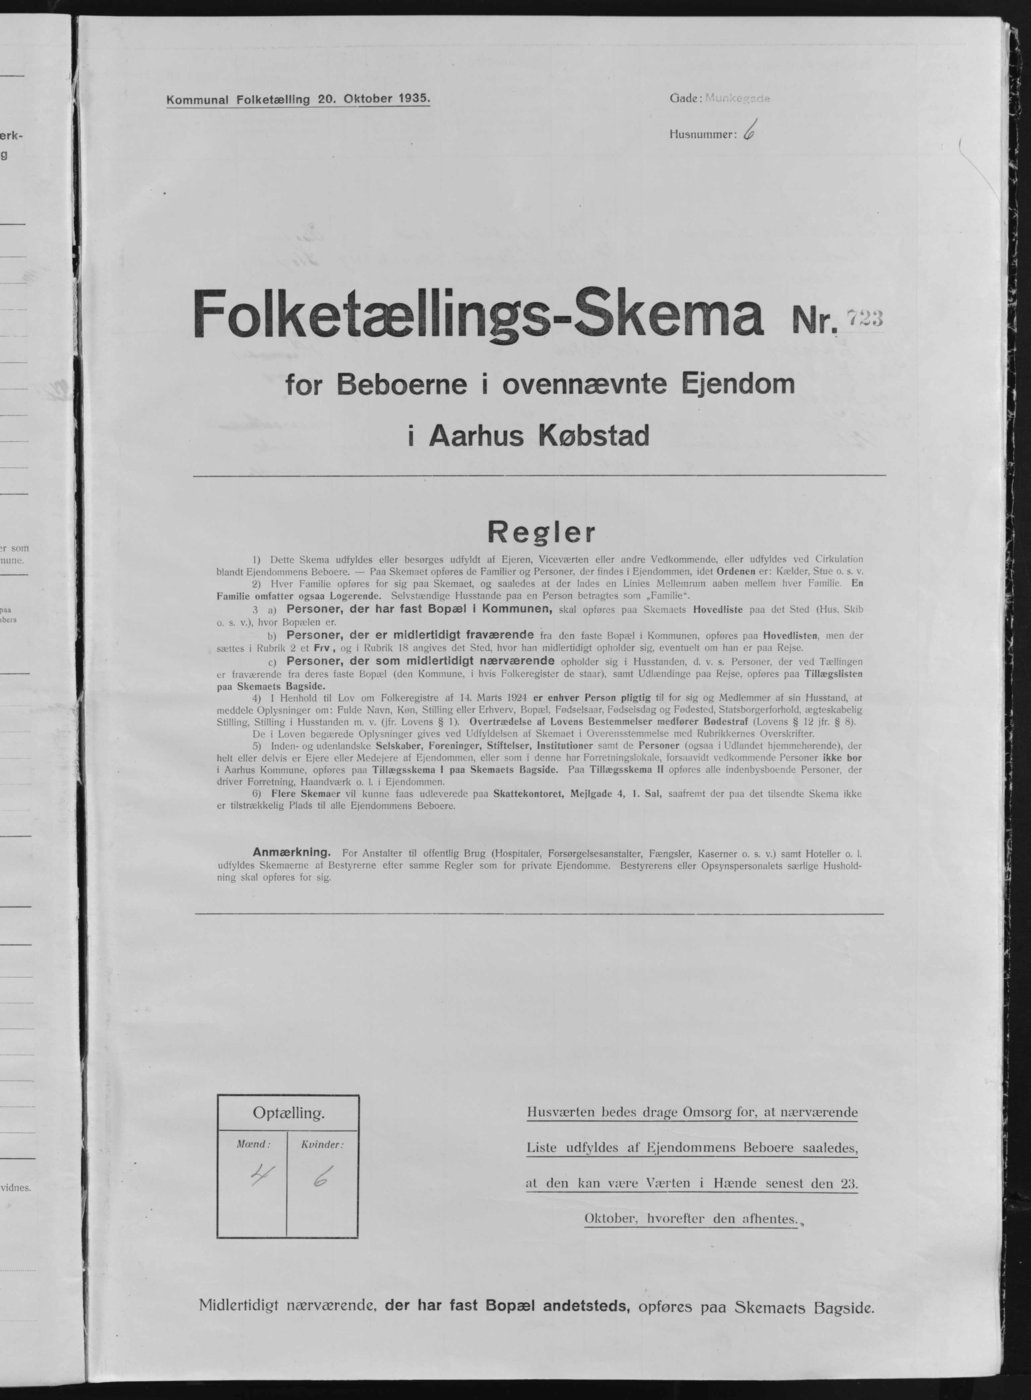 Kommunal Folketælling 20. Oktober 1935.
Gade: Munkegade
Husnummer: 6
Folketællings-Skema Nr. 723
for Beboerne i ovennævnte Ejendom
i Aarhus Købstad
Regler
1) Dette Skema udfyldes eller besørges udfyldt af Ejeren, Viceværten eller andre Vedkommende, eller udfyldes ved Cirkulation
blandt Ejendommens Beboere. — Paa Skemaet opføres de Familier og Personer, der findes i Ejendommen, idet Ordenen er: Kælder, Stue o. s. v.
2) Hver Familie opføres for sig paa Skemaet, og saaledes at der lades en Linies Mellemrum aaben mellem hver Familie. En
Familie omfatter ogsaa Logerende. Selvstændige Husstande paa en Person betragtes som „Familie“.
3 a) Personer, der har fast Bopæl i Kommunen, skal opføres paa Skemaets Hovedliste paa det Sted (Hus, Skib
o. s. v.), hvor Bopælen er.
b) Personer, der er midlertidigt fraværende fra den faste Bopæl i Kommunen, opføres paa Hovedlisten, men der
sættes i Rubrik 2 et Frv., og i Rubrik 18 angives det Sted, hvor han midlertidigt opholder sig, eventuelt om han er paa Rejse.
c) Personer, der som midlertidigt nærværende opholder sig i Husstanden, d. v. s. Personer, der ved Tællingen
er fraværende fra deres faste Bopæl (den Kommune, i hvis Folkeregister de staar), samt Udlændinge paa Rejse, opføres paa Tillægslisten
paa Skemaets Bagside.
4) I Henhold til Lov om Folkeregistre af 14. Marts 1924 er enhver Person pligtig til for sig og Medlemmer af sin Husstand, at
meddele Oplysninger om: Fulde Navn, Køn, Stilling eller Erhverv, Bopæl, Fødselsaar, Fødselsdag og Fødested, Statsborgerforhold, ægteskabelig
Stilling, Stilling i Husstanden m. v. (jfr. Lovens § 1). Overtrædelse af Lovens Bestemmelser medfører Bødestraf (Lovens § 12 jfr. § 8).
De i Loven begærede Oplysninger gives ved Udfyldelsen af Skemaet i Overensstemmelse med Rubrikkernes Overskrifter.
5) Inden- og udenlandske Selskaber, Foreninger, Stiftelser, Institutioner samt de Personer (ogsaa i Udlandet hjemmehørende), der
helt eller delvis er Ejere eller Medejere af Ejendommen, eller som i denne har Forretningslokale, forsaavidt vedkommende Personer ikke bor
i Aarhus Kommune, opføres paa Tillægsskema I paa Skemaets Bagside. Paa Tillægsskema II opføres alle indenbysboende Personer, der
driver Forretning, Haandværk o. l. i Ejendommen.
6) Flere Skemaer vil kunne faas udleverede paa Skattekontoret, Mejlgade 4, 1. Sal, saafremt der paa det tilsendte Skema ikke
er tilstrækkelig Plads til alle Ejendommens Beboere.
Anmærkning. For Anstalter til offentlig Brug (Hospitaler, Forsørgelsesanstalter, Fængsler, Kaserner o. s. v.) samt Hoteller o. l.
udfyldes Skemaerne af Bestyrerne efter samme Regler som for private Ejendomme. Bestyrerens eller Opsynspersonalets særlige Hushold-
ning skal opføres for sig.
Optælling.
Mænd: Kvinder:
4 6
Husværten bedes drage Omsorg for, at nærværende
Liste udfyldes af Ejendommens Beboere saaledes,
at den kan være Værten i Hænde senest den 23.
Oktober, hvorefter den afhentes.
Midlertidigt nærværende, der har fast Bopæl andetsteds, opføres paa Skemaets Bagside.